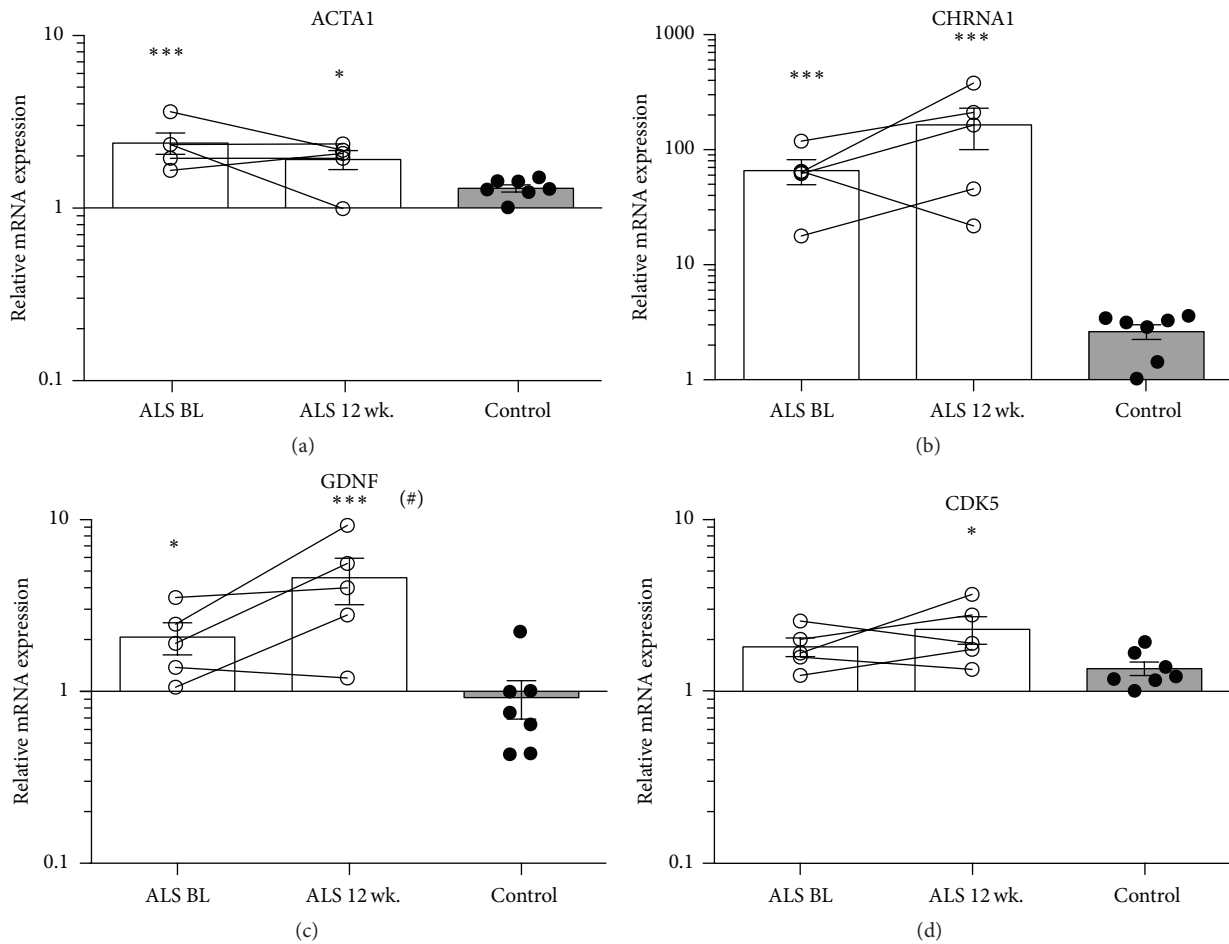 ACTA1
Relative mRNA expression
10
1
0.1
***
*
ALS BL
ALS 12 wk.
Control
(a)
CHRNA1
Relative mRNA expression
1000
100
10
1
***
***
ALS BL
ALS 12 wk.
Control
(b)
GDNF
Relative mRNA expression
10
1
0.1
*
***
(#)
ALS BL
ALS 12 wk.
Control
(c)
CDK5
Relative mRNA expression
10
1
0.1
*
ALS BL
ALS 12 wk.
Control
(d)